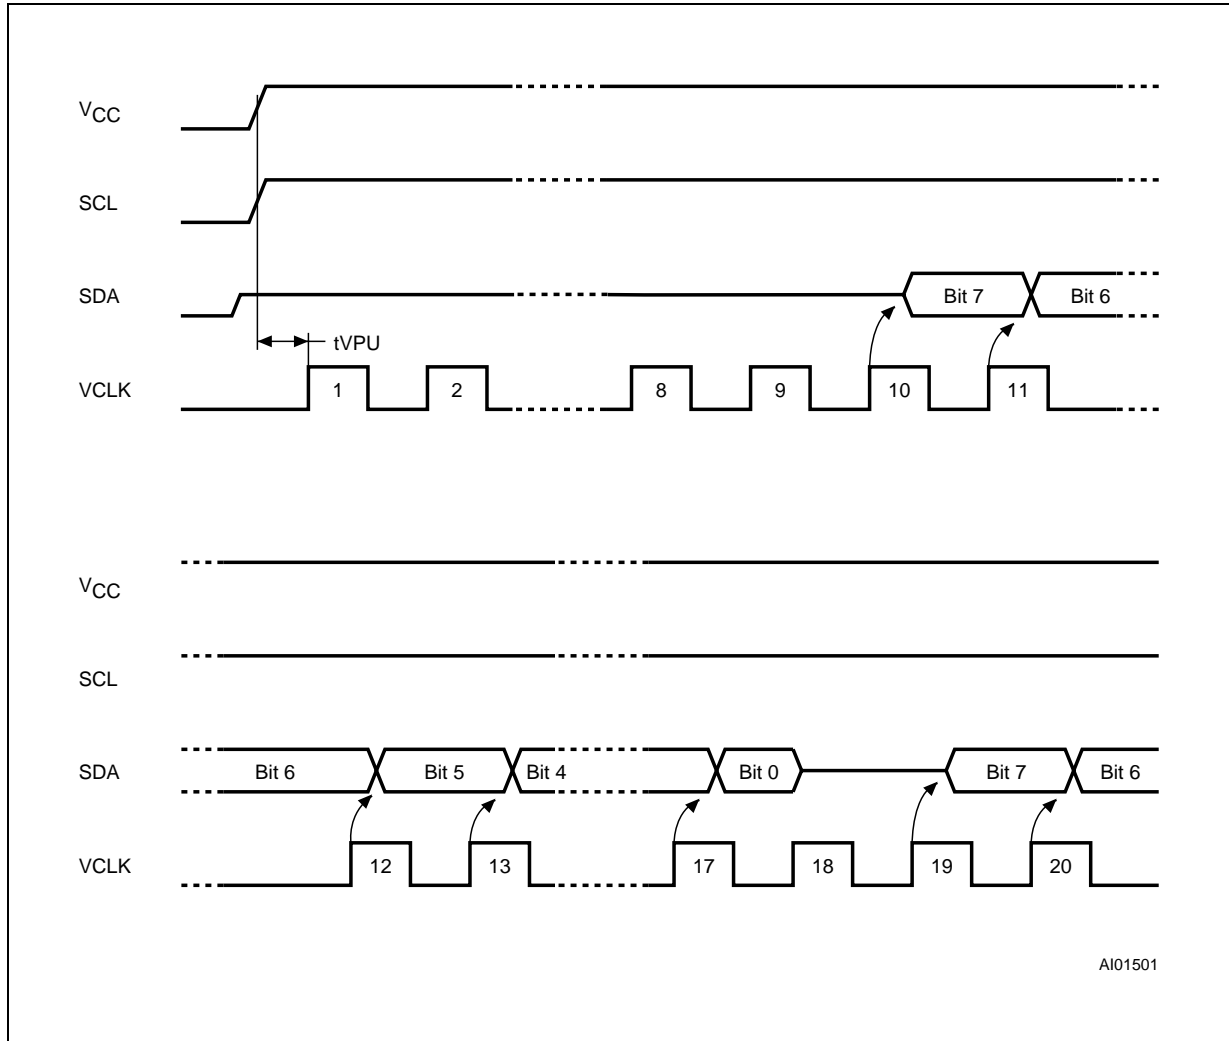 VCC
SCL
SDA Bit 7 Bit 6
tVPU
VCLK 1 2 8 9 10 11
VCC
SCL
SDA Bit 6 Bit 5 Bit 4 Bit 0 Bit 7 Bit 6
VCLK 12 13 17 18 19 20
AI01501